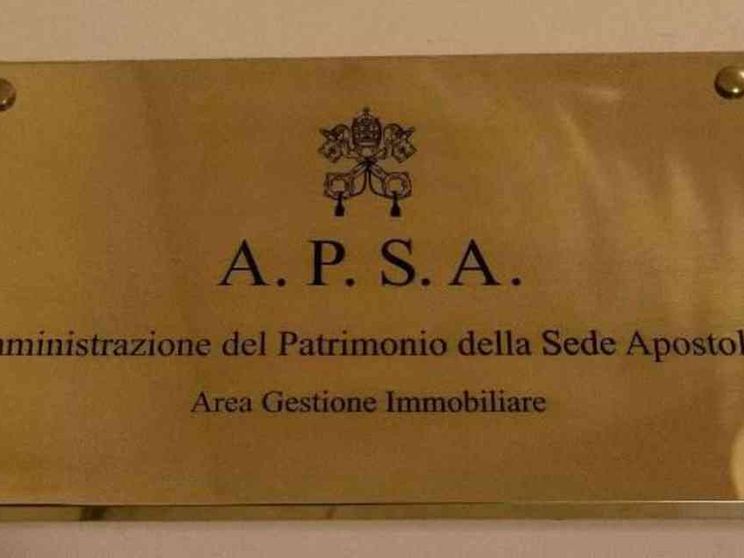 A. P. S. A.
mministrazione del Patrimonio della Sede Apostol
Area Gestione Immobiliare